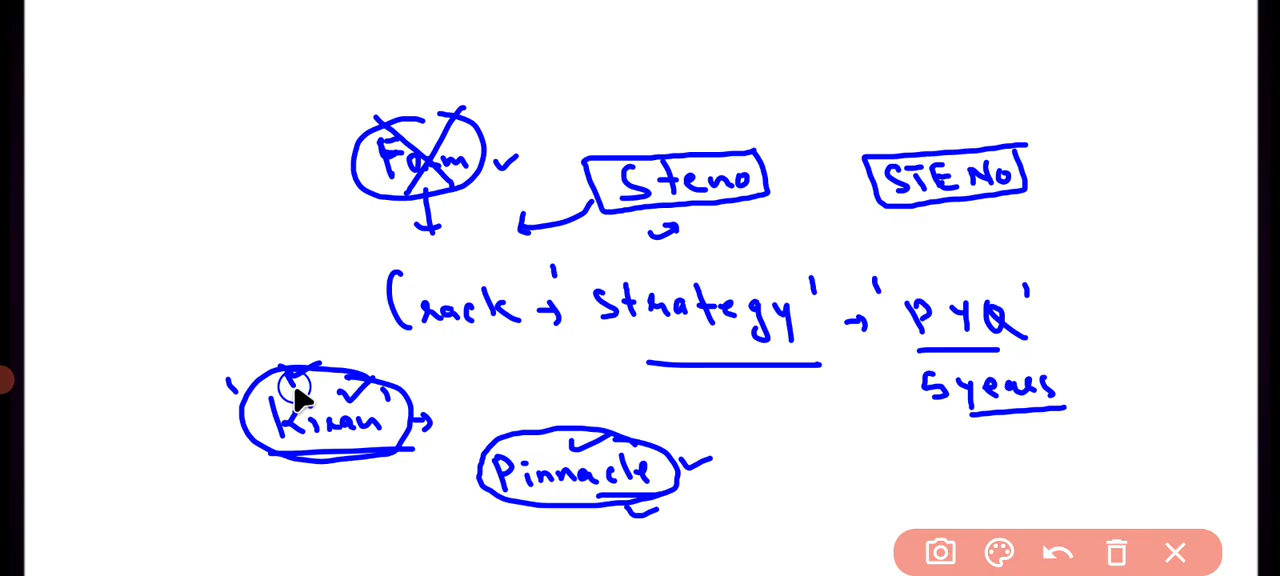 Form
Steno STENo
Crack → 'strategy' → 'PYQ'
5 years
'Kiran' →
Pinnacle